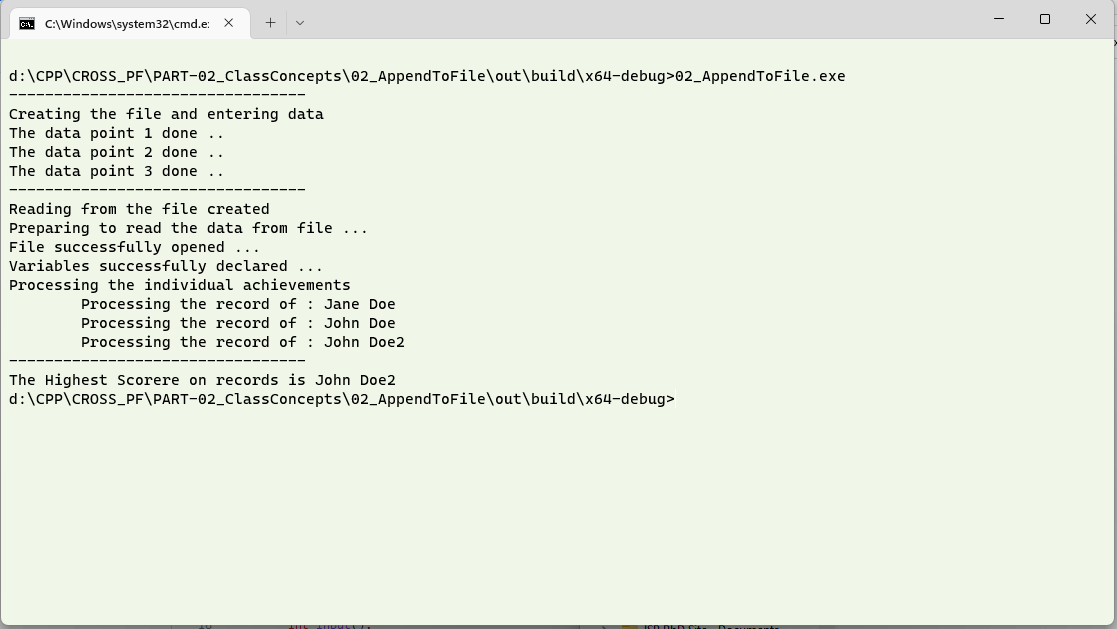 C:\Windows\system32\cmd.e:
d:\CPP\CROSS_PF\PART-02_ClassConcepts\02_AppendToFile\out\build\x64-debug>02_AppendToFile.exe
---------------------------------
Creating the file and entering data
The data point 1 done ..
The data point 2 done ..
The data point 3 done ..
---------------------------------
Reading from the file created
Preparing to read the data from file ...
File successfully opened ...
Variables successfully declared ...
Processing the individual achievements
        Processing the record of : Jane Doe
        Processing the record of : John Doe
        Processing the record of : John Doe2
---------------------------------
The Highest Scorere on records is John Doe2
d:\CPP\CROSS_PF\PART-02_ClassConcepts\02_AppendToFile\out\build\x64-debug>